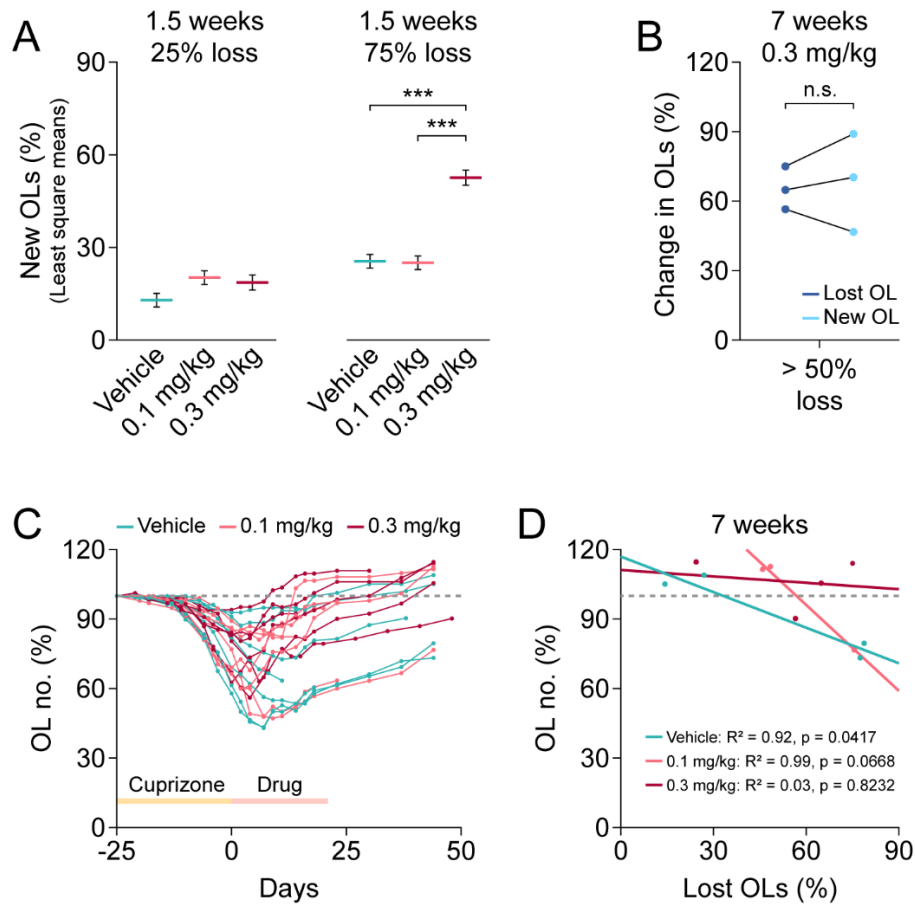 A
1.5 weeks
25% loss
1.5 weeks
75% loss
New OLs (%)
(Least square means)
90
60
30
0
***
***
Vehicle
0.1 mg/kg
0.3 mg/kg
Vehicle
0.1 mg/kg
0.3 mg/kg
B
7 weeks
0.3 mg/kg
Change in OLs (%)
120
90
60
30
0
n.s.
Lost OL
New OL
> 50%
loss
C
Vehicle 0.1 mg/kg 0.3 mg/kg
OL no. (%)
120
90
60
30
0
Cuprizone Drug
-25 0 25 50
Days
D
7 weeks
OL no. (%)
120
90
60
30
0
Vehicle: R² = 0.92, p = 0.0417
0.1 mg/kg: R² = 0.99, p = 0.0668
0.3 mg/kg: R² = 0.03, p = 0.8232
0 30 60 90
Lost OLs (%)